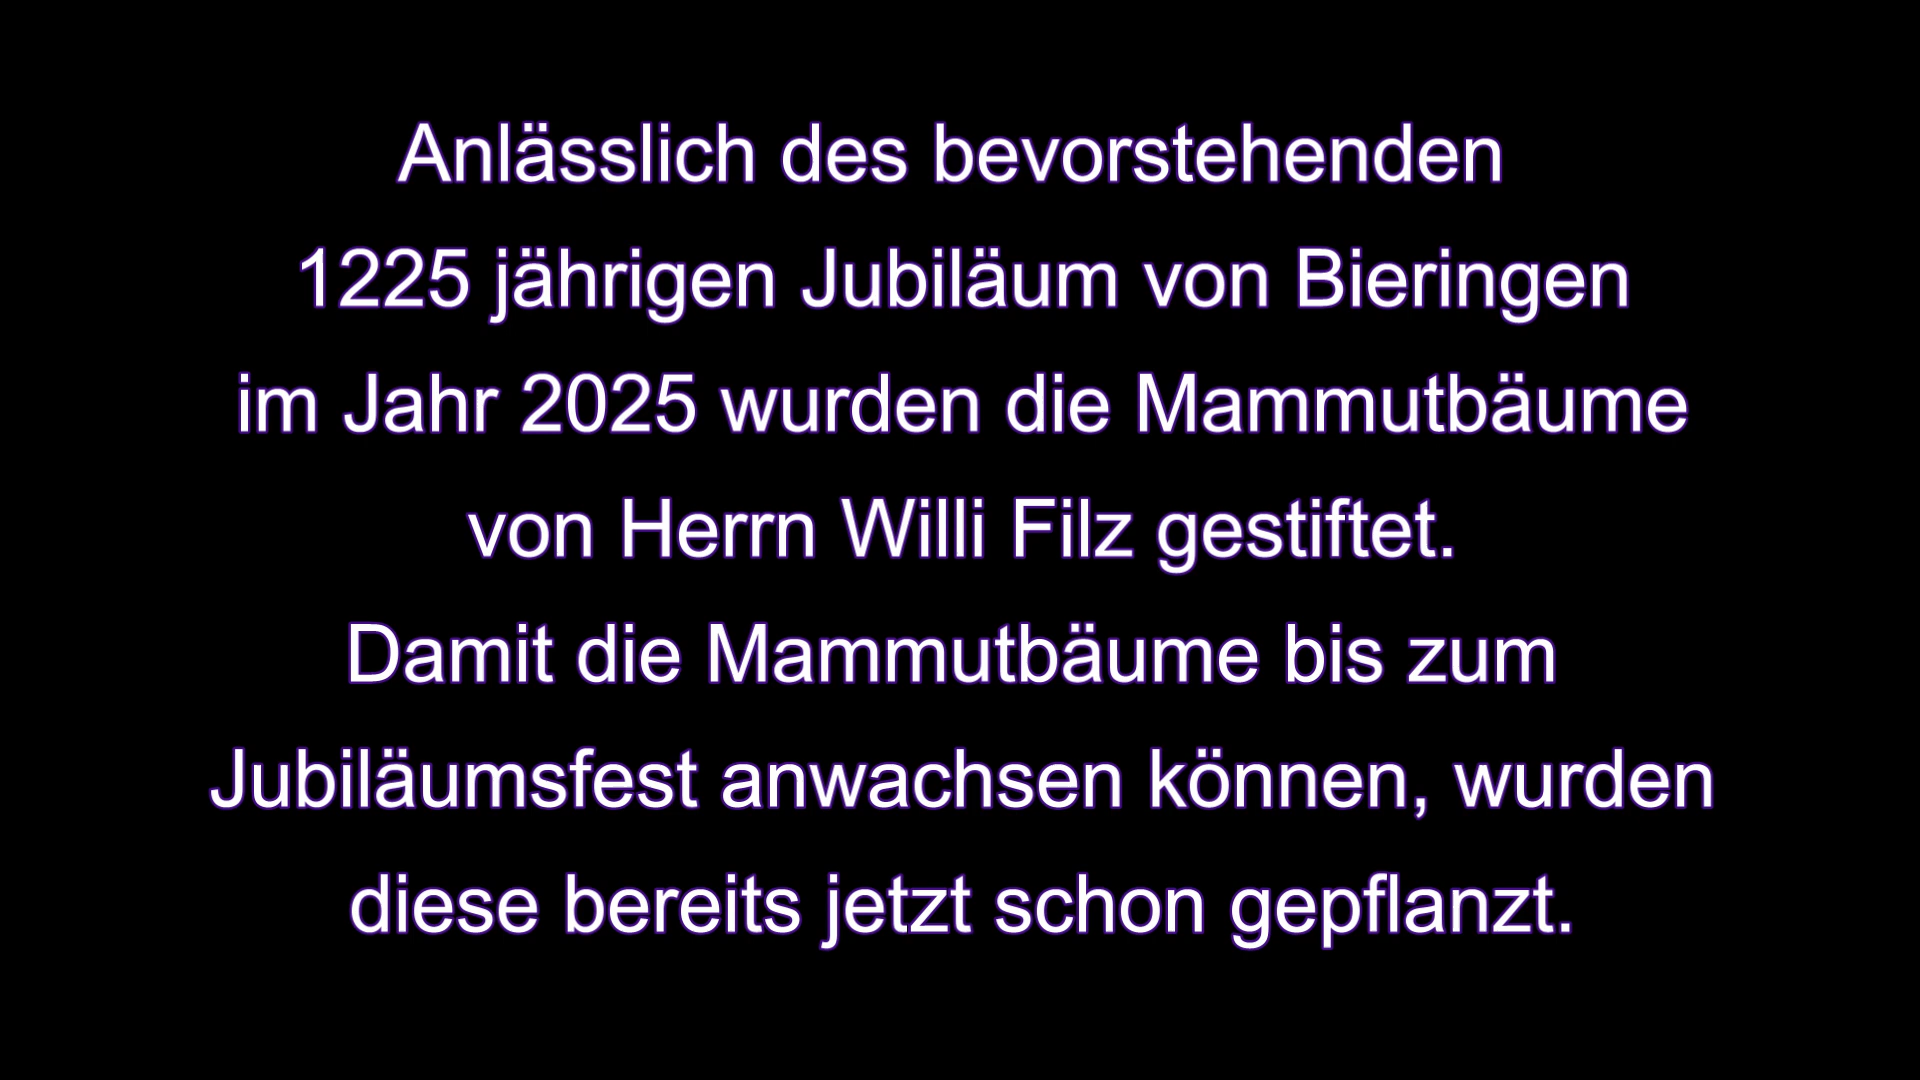 Anlässlich des bevorstehenden
1225 jährigen Jubiläum von Bieringen
im Jahr 2025 wurden die Mammutbäume
von Herrn Willi Filz gestiftet.
Damit die Mammutbäume bis zum
Jubiläumsfest anwachsen können, wurden
diese bereits jetzt schon gepflanzt.